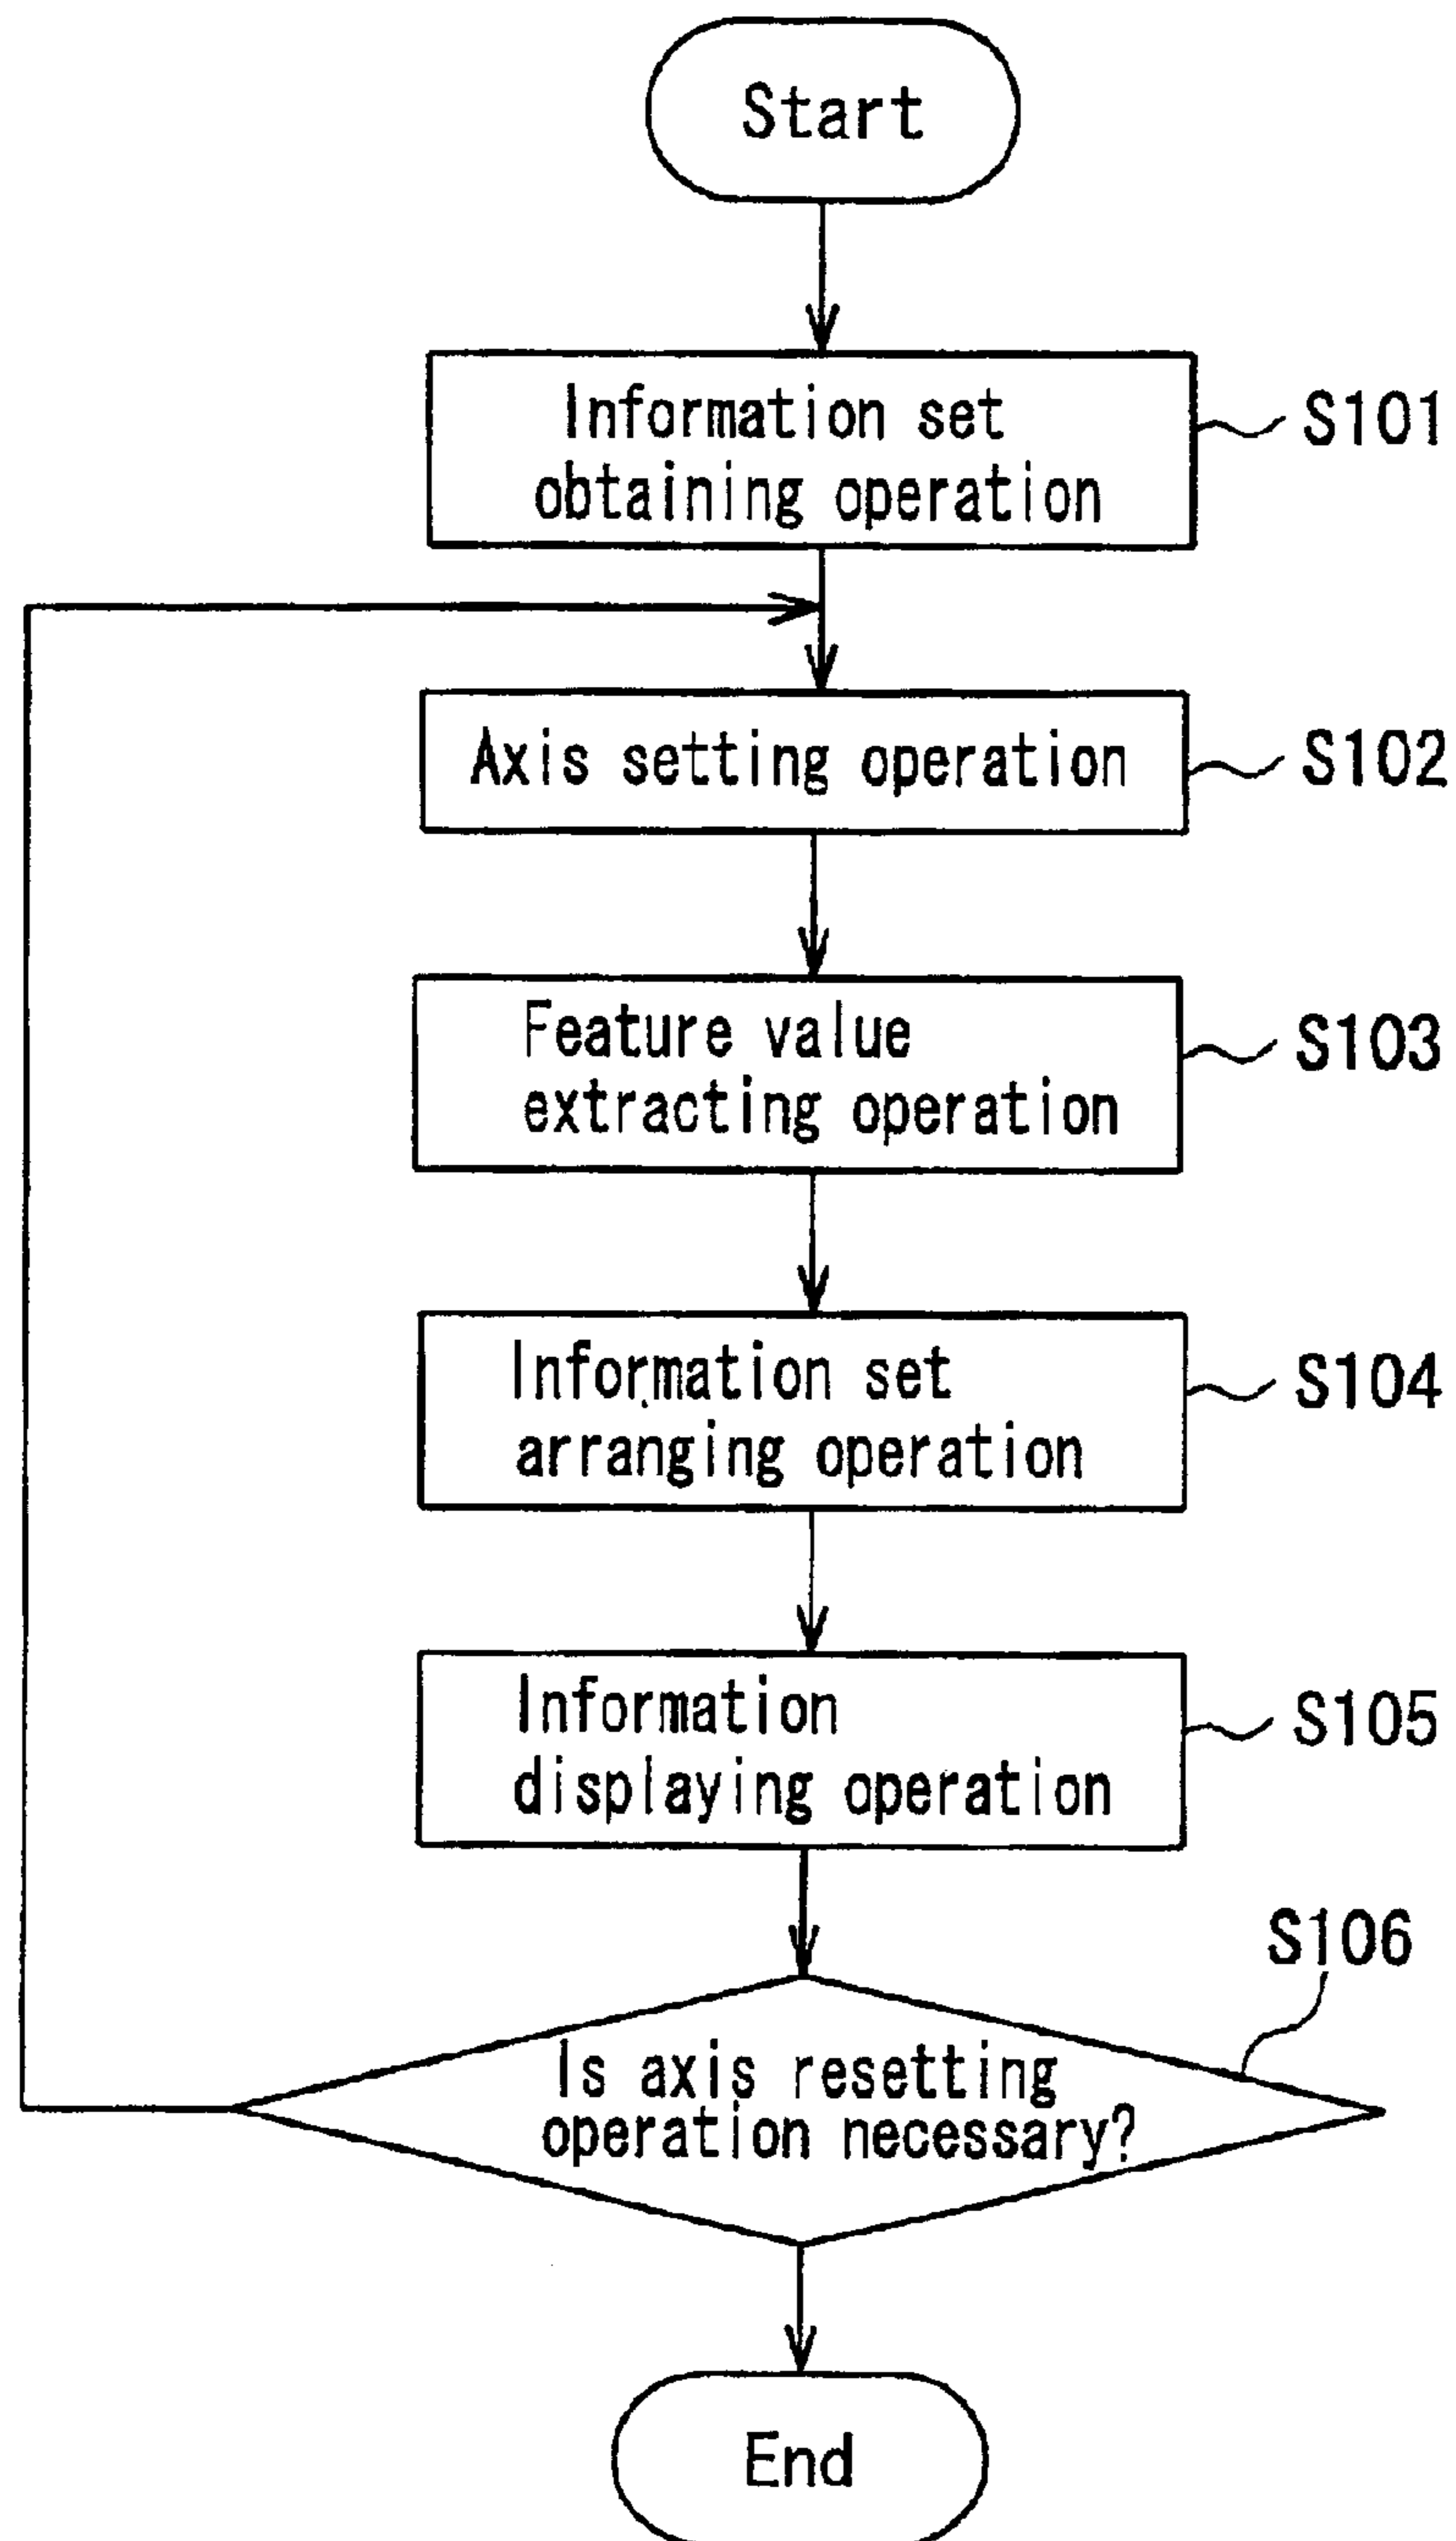 Start
Information set
obtaining operation
S101
Axis setting operation
S102
Feature value
extracting operation
S103
Information set
arranging operation
S104
Information
displaying operation
S105
S106
Is axis resetting
operation necessary?
End